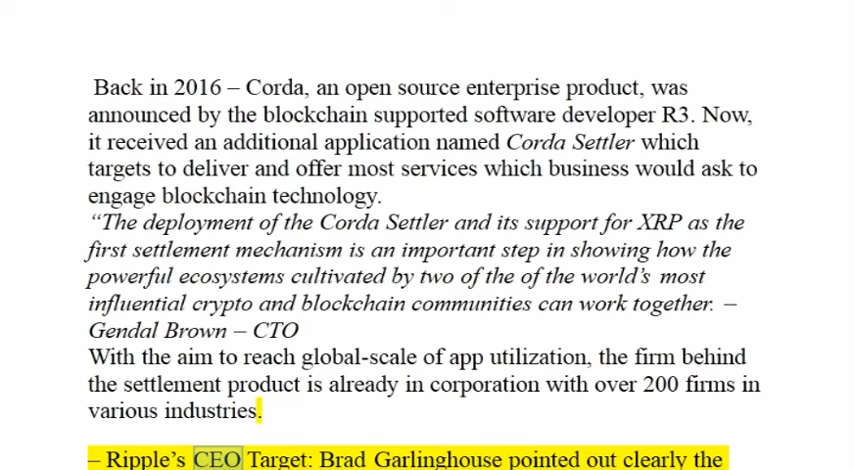 Back in 2016 – Corda, an open source enterprise product, was
announced by the blockchain supported software developer R3. Now,
it received an additional application named Corda Settler which
targets to deliver and offer most services which business would ask to
engage blockchain technology.
“The deployment of the Corda Settler and its support for XRP as the
first settlement mechanism is an important step in showing how the
powerful ecosystems cultivated by two of the of the world’s most
influential crypto and blockchain communities can work together. –
Gendal Brown – CTO
With the aim to reach global-scale of app utilization, the firm behind
the settlement product is already in corporation with over 200 firms in
various industries.
– Ripple’s CEO Target: Brad Garlinghouse pointed out clearly the